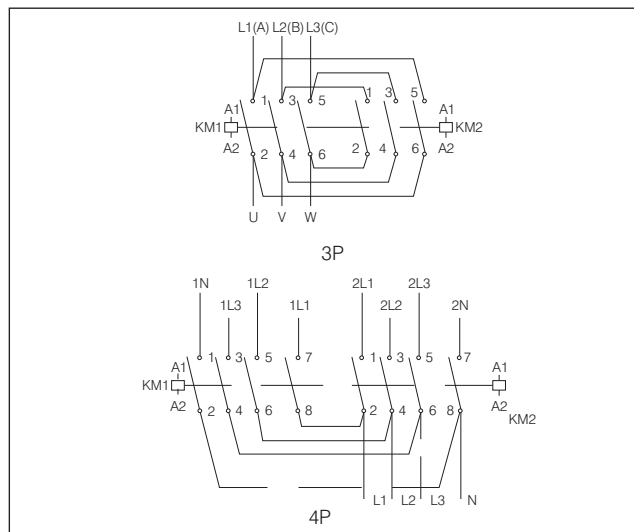 L1(A) L2(B) L3(C)
1 3 5 1 3 5
A1 A1
KM1 KM2
A2 A2
2 4 6 2 4 6
U V W
3P
1N 1L2 2L1 2L3
1L3 1L1 2L2 2N
1 3 5 7 1 3 5 7
A1 A1
KM1
A2 A2
2 4 6 8 2 4 6 8 KM2
L1 L2 L3 N
4P